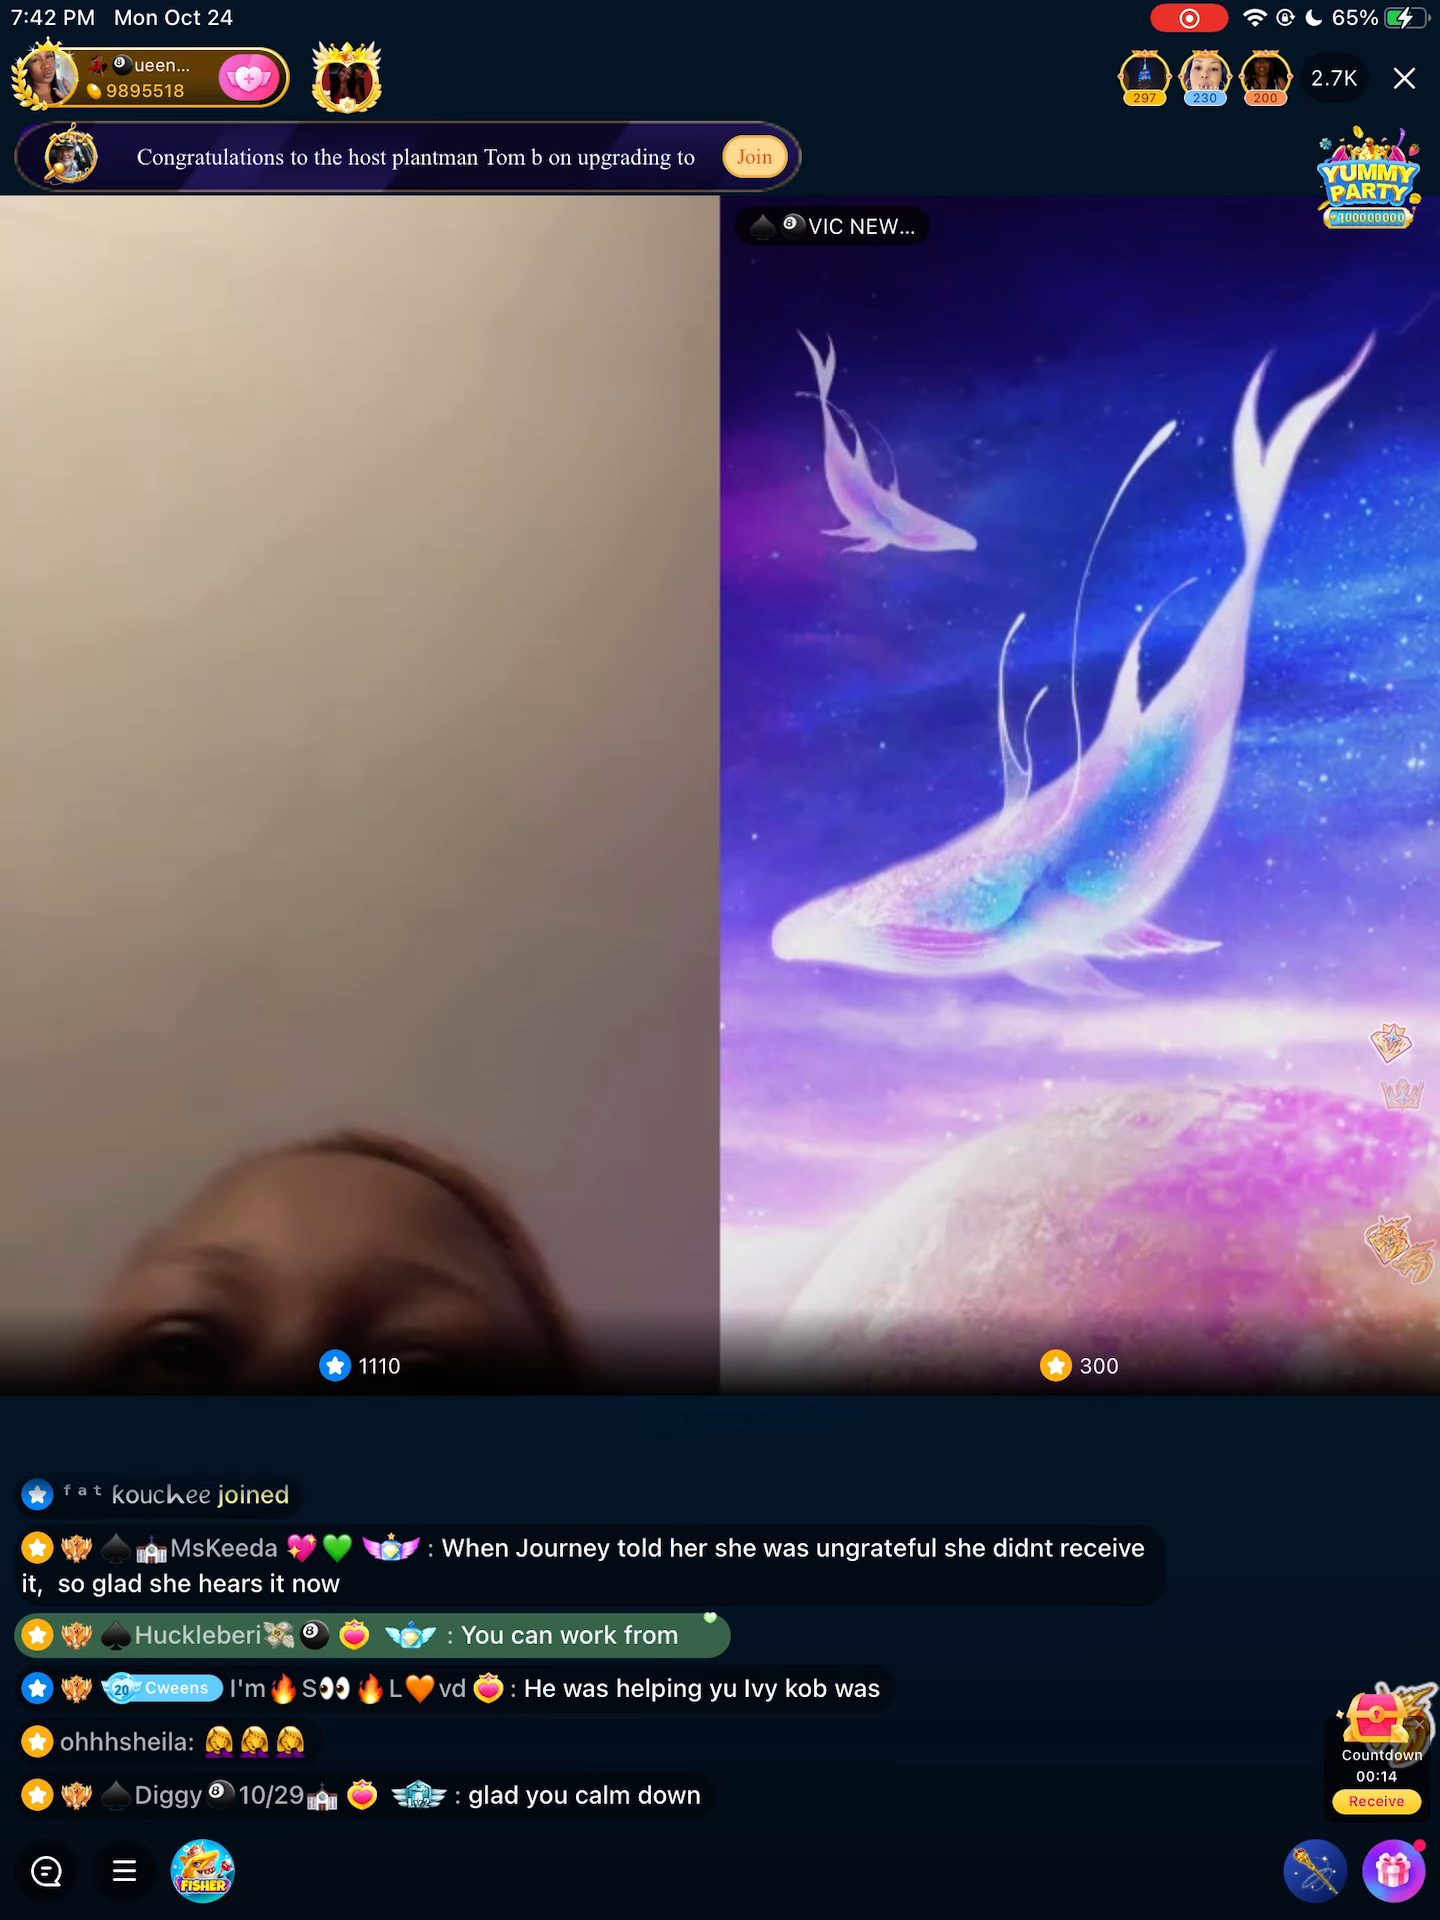 7:42 PM Mon Oct 24
65%
ueen...
9895518
297
230
200
2.7K
Congratulations to the host plantman Tom b on upgrading to
Join
YUMMY
PARTY
100000000
VIC NEW...
1110
300
ᶠᵃᵗ kouchee joined
MsKeeda 💖💚 : When Journey told her she was ungrateful she didnt receive
it, so glad she hears it now
Huckleberi💸🎱 : You can work from
20 Cweens I'm🔥S👀🔥L🧡vd : He was helping yu Ivy kob was
ohhhsheila: 🤦‍♀️🤦‍♀️🤦‍♀️
Diggy🎱10/29💒 : glad you calm down
Countdown
00:14
Receive
FISHER